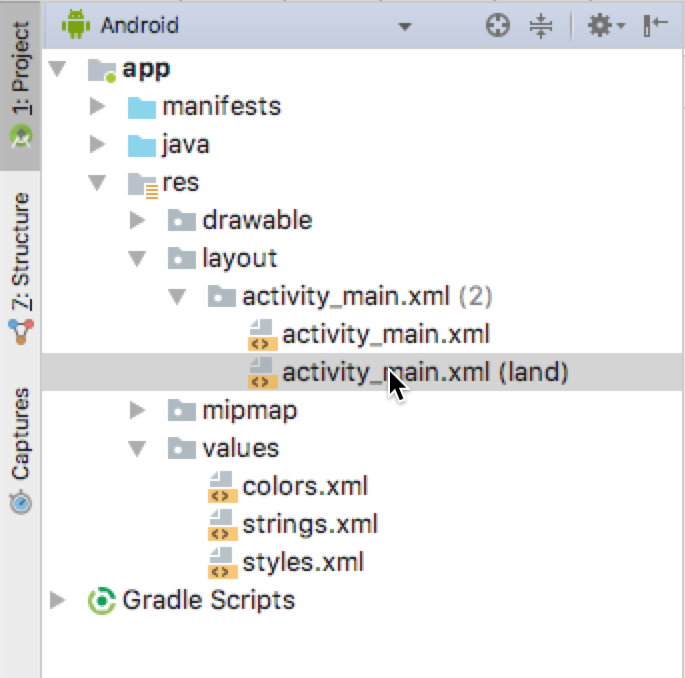 1: Project
Z: Structure
Captures
Android
app
manifests
java
res
drawable
layout
activity_main.xml (2)
activity_main.xml
activity_main.xml (land)
mipmap
values
colors.xml
strings.xml
styles.xml
Gradle Scripts